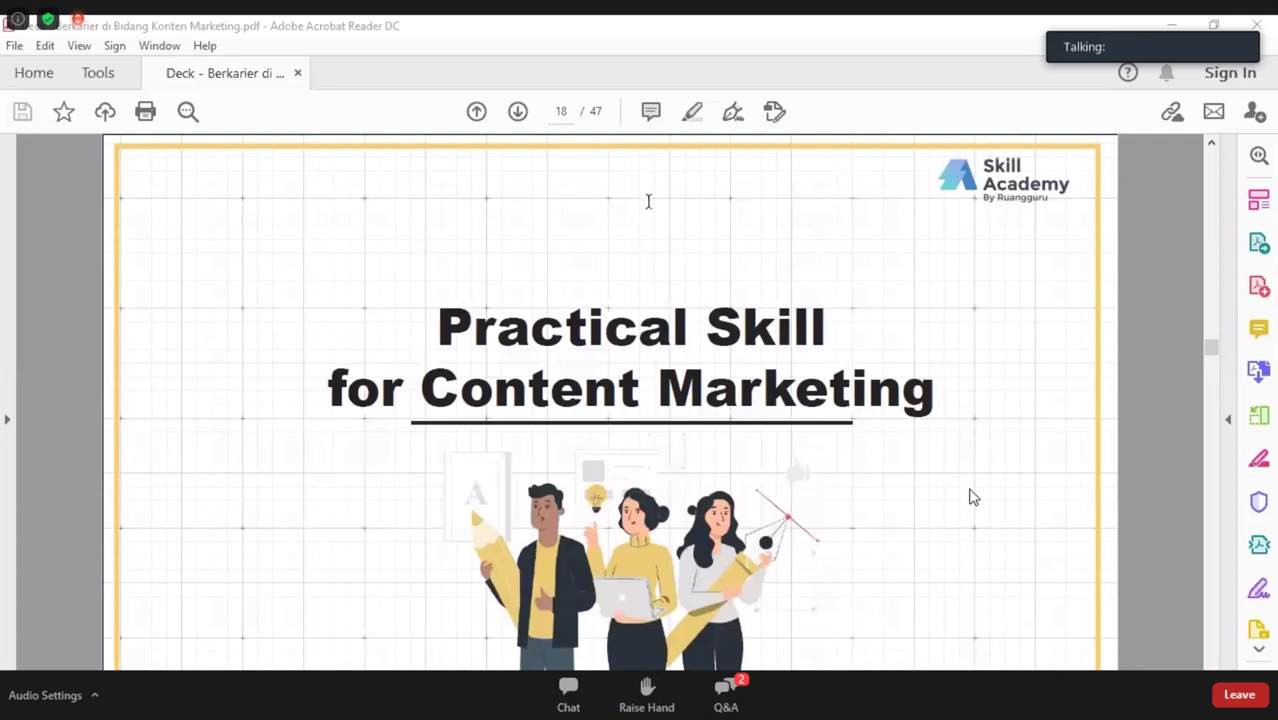 Berkarier di Bidang Konten Marketing.pdf - Adobe Acrobat Reader DC
File Edit View Sign Window Help
Talking:
Home Tools Deck - Berkarier di ... Sign In
18 / 47
Skill
Academy
By Ruangguru
Practical Skill
for Content Marketing
A
Audio Settings
Chat
Raise Hand
2
Q&A
Leave